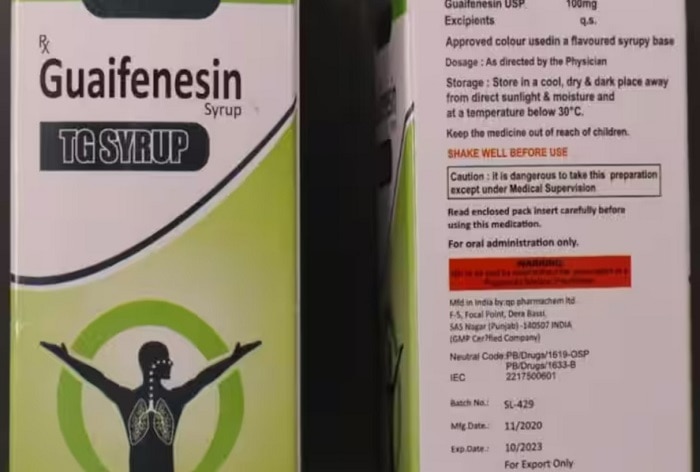 Rx
Guaifenesin
Syrup
TG SYRUP
Guaifenesin USP 100mg
Excipients q.s.
Approved colour usedin a flavoured syrupy base
Dosage : As directed by the Physician
Storage : Store in a cool, dry & dark place away
from direct sunlight & moisture and
at a temperature below 30°C.
Keep the medicine out of reach of children.
SHAKE WELL BEFORE USE
Caution : it is dangerous to take this preparation
except under Medical Supervision
Read enclosed pack insert carefully before
using this medication.
For oral administration only.
WARNING
Mfd in India by:qp pharmachem ltd.
F-5, Focal Point, Dera Bassi,
SAS Nagar (Punjab) -140507 INDIA
(GMP Cer?fied Company)
Neutral Code:PB/Drugs/1619-OSP
PB/Drugs/1633-B
IEC 2217500601
Batch No.: SL-429
Mfg.Date.: 11/2020
Exp.Date.: 10/2023
For Export Only